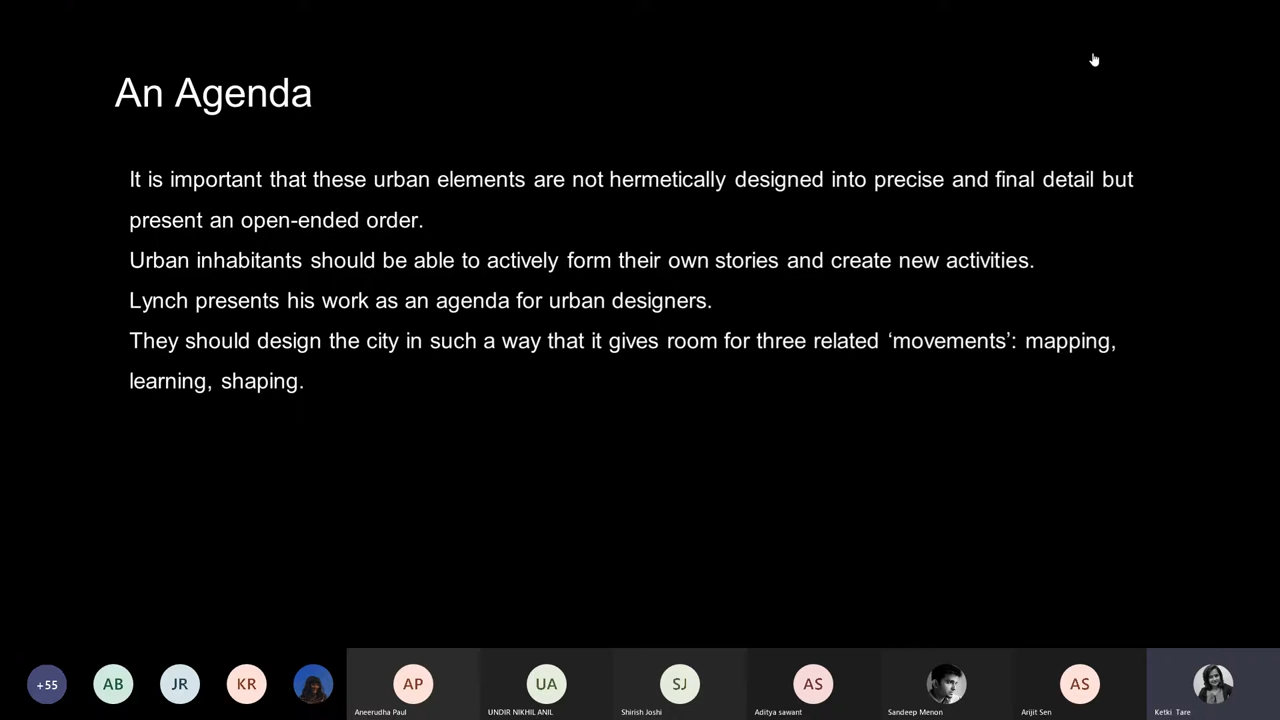 An Agenda
It is important that these urban elements are not hermetically designed into precise and final detail but
present an open-ended order.
Urban inhabitants should be able to actively form their own stories and create new activities.
Lynch presents his work as an agenda for urban designers.
They should design the city in such a way that it gives room for three related ‘movements’: mapping,
learning, shaping.
+55
AB
JR
KR
AP
UA
SJ
AS
AS
Aneerudha Paul
UNDIR NIKHIL ANIL
Shirish Joshi
Aditya sawant
Sandeep Menon
Arijit Sen
Ketki Tare